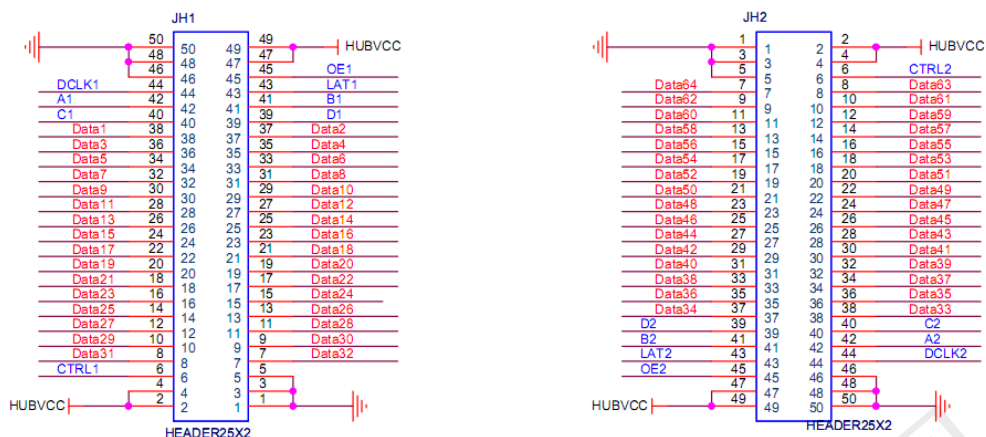 JH1
50 50 49 49 HUBVCC
48 48 47 47
46 46 45 45 OE1
DCLK1 44 44 43 43 LAT1
A1 42 42 41 41 B1
C1 40 40 39 39 D1
Data1 38 38 37 37 Data2
Data3 36 36 35 35 Data4
Data5 34 34 33 33 Data6
Data7 32 32 31 31 Data8
Data9 30 30 29 29 Data10
Data11 28 28 27 27 Data12
Data13 26 26 25 25 Data14
Data15 24 24 23 23 Data16
Data17 22 22 21 21 Data18
Data19 20 20 19 19 Data20
Data21 18 18 17 17 Data22
Data23 16 16 15 15 Data24
Data25 14 14 13 13 Data26
Data27 12 12 11 11 Data28
Data29 10 10 9 9 Data30
Data31 8 8 7 7 Data32
CTRL1 6 6 5 5
4 4 3 3
HUBVCC 2 2 1 1
HEADER25X2
JH2
1 1 2 2 HUBVCC
3 3 4 4
5 5 6 6 CTRL2
Data64 7 7 8 8 Data63
Data62 9 9 10 10 Data61
Data60 11 11 12 12 Data59
Data58 13 13 14 14 Data57
Data56 15 15 16 16 Data55
Data54 17 17 18 18 Data53
Data52 19 19 20 20 Data51
Data50 21 21 22 22 Data49
Data48 23 23 24 24 Data47
Data46 25 25 26 26 Data45
Data44 27 27 28 28 Data43
Data42 29 29 30 30 Data41
Data40 31 31 32 32 Data39
Data38 33 33 34 34 Data37
Data36 35 35 36 36 Data35
Data34 37 37 38 38 Data33
D2 39 39 40 40 C2
B2 41 41 42 42 A2
LAT2 43 43 44 44 DCLK2
OE2 45 45 46 46
47 47 48 48
HUBVCC 49 49 50 50
HEADER25X2